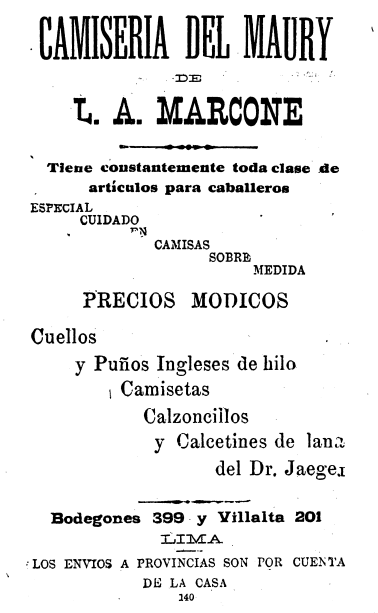 CAMISERIA DEL MAURY
DE
L. A. MARCONE
Tiene constantemente toda clase de
artículos para caballeros
ESPECIAL
CUIDADO
EN
CAMISAS
SOBRE
MEDIDA
PRECIOS MODICOS
Cuellos
y Puños Ingleses de hilo
Camisetas
Calzoncillos
y Calcetines de lana
del Dr. Jaeger
Bodegones 399 y Villalta 201
LIMA
LOS ENVIOS A PROVINCIAS SON POR CUENTA
DE LA CASA
140